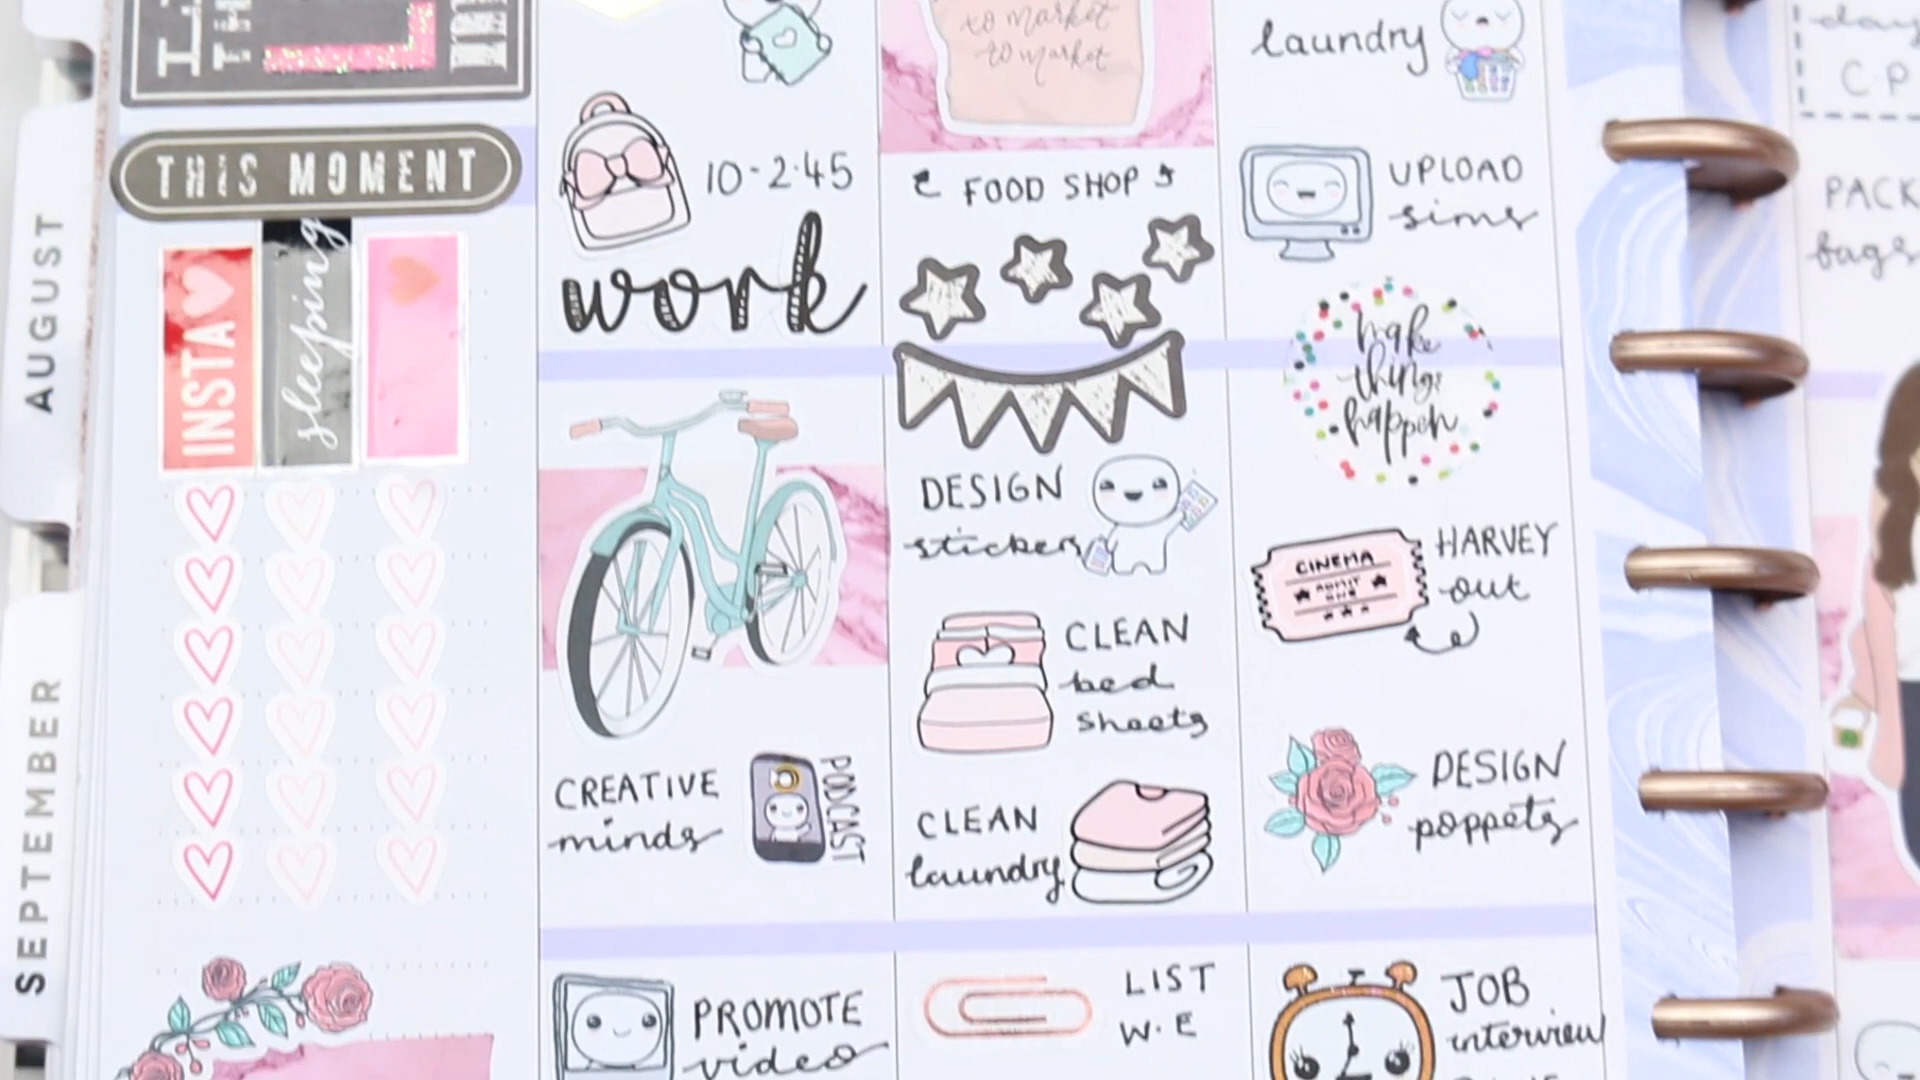 THIS MOMENT
INSTA
sleeping
AUGUST
SEPTEMBER
10-2.45
work
CREATIVE
minds
PODCAST
PROMOTE
video
to market
to market
FOOD SHOP
DESIGN
stickers
CLEAN
bed
sheets
CLEAN
laundry
LIST
W.E
laundry
UPLOAD
sims
make
things
happen
CINEMA
ADMIT
ONE
HARVEY
out
DESIGN
poppets
JOB
interview
C.P
PACK
bags